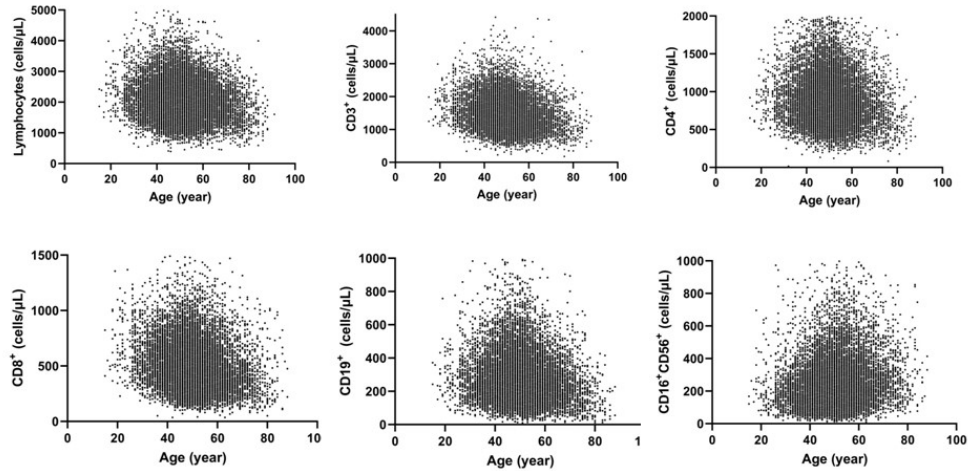 Lymphocytes (cells/μL)
5000
4000
3000
2000
1000
0
0 20 40 60 80 100
Age (year)
CD3+ (cells/μL)
5000
4000
3000
2000
1000
0
0 20 40 60 80 100
Age (year)
CD4+ (cells/μL)
2000
1500
1000
500
0
0 20 40 60 80 100
Age (year)
CD8+ (cells/μL)
1500
1000
500
0
0 20 40 60 80 10
Age (year)
CD19+ (cells/μL)
1000
800
600
400
200
0
0 20 40 60 80 1
Age (year)
CD16+CD56+ (cells/μL)
1000
800
600
400
200
0
0 20 40 60 80 100
Age (year)